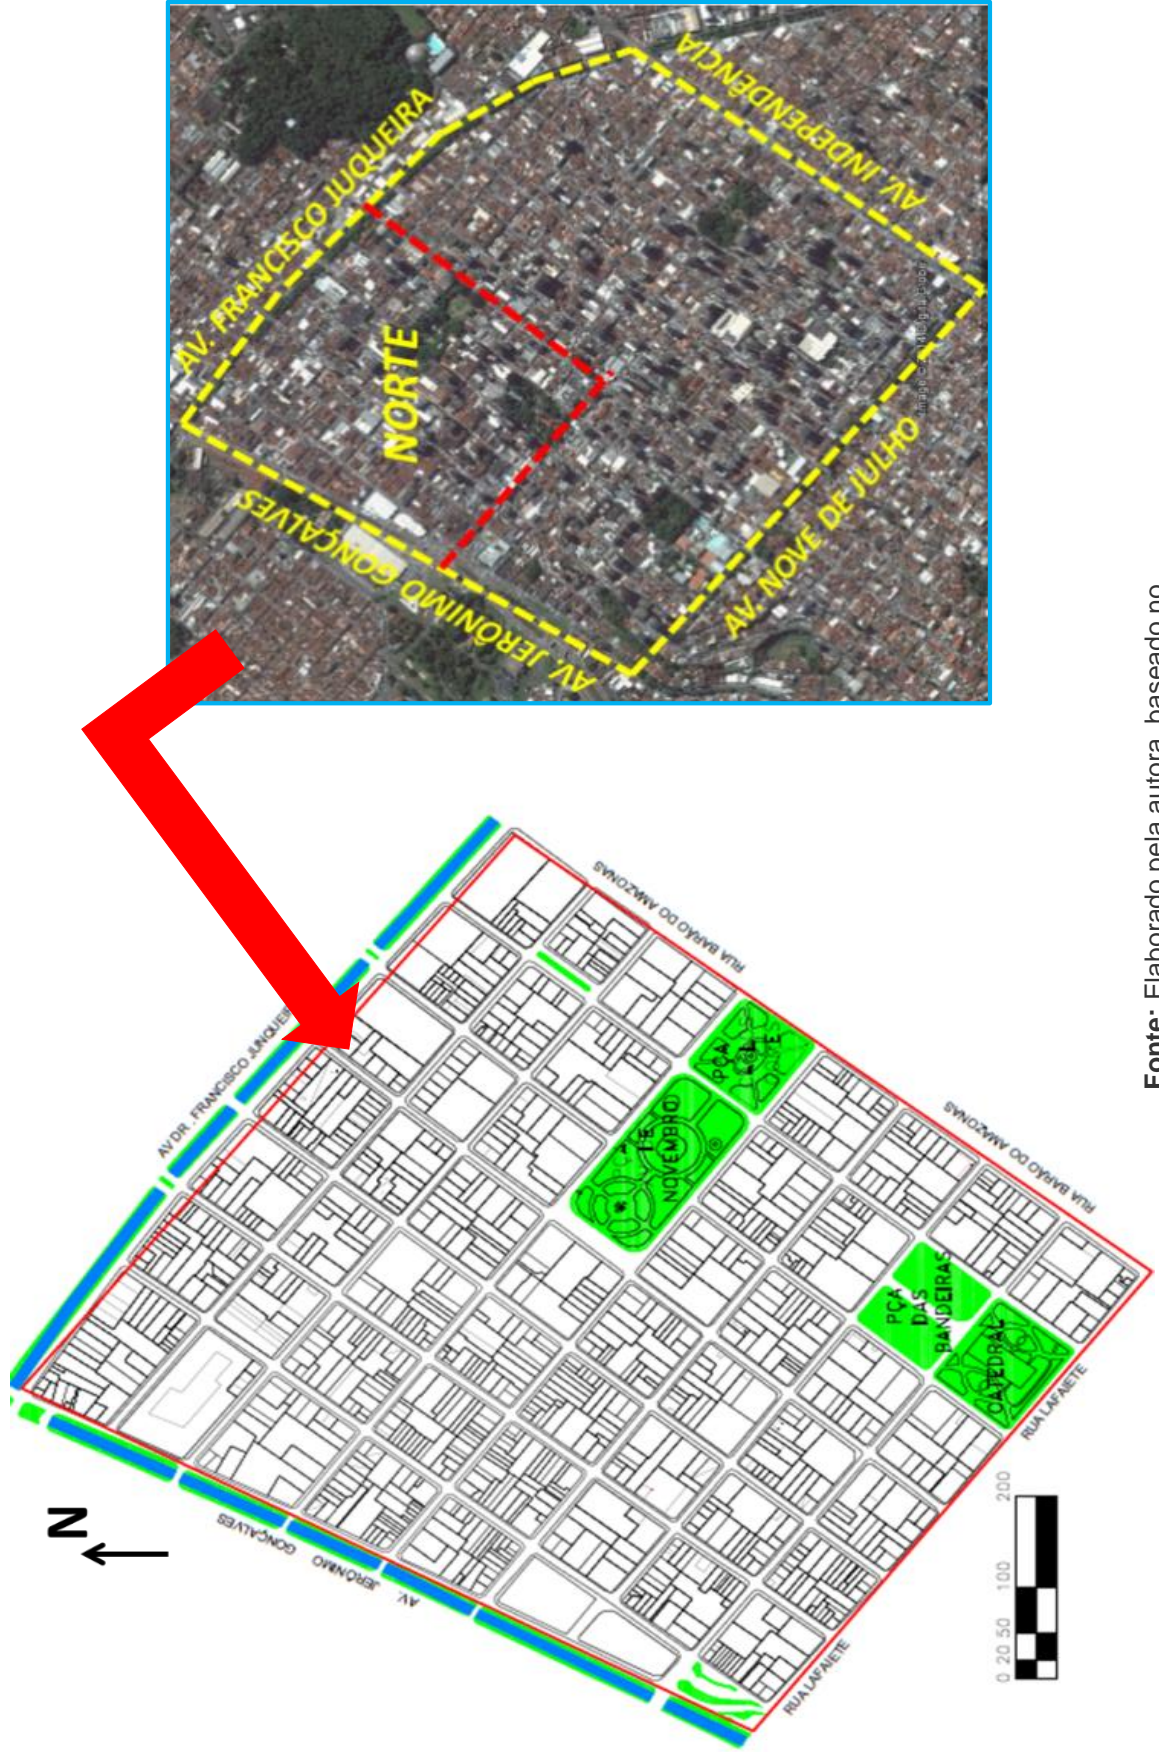 AV. FRANCISCO JUQUEIRA
AV. INDEPENDÊNCIA
NORTE
AV. JERÔNIMO GONÇALVES
AV. NOVE DE JULHO
N
AV DR. FRANCISCO
RUA BARÃO DO AMAZONAS
RUA BARÃO DO AMAZONAS
AV. JERÔNIMO GONÇALVES
PÇA
NOVEMBRO
PÇA
PÇA
DAS
BANDEIRAS
CATEDRAL
RUA LAFAIETE
RUA LAFAIETE
0 20 50 100 200
Fonte: Elaborado pela autora, baseado no